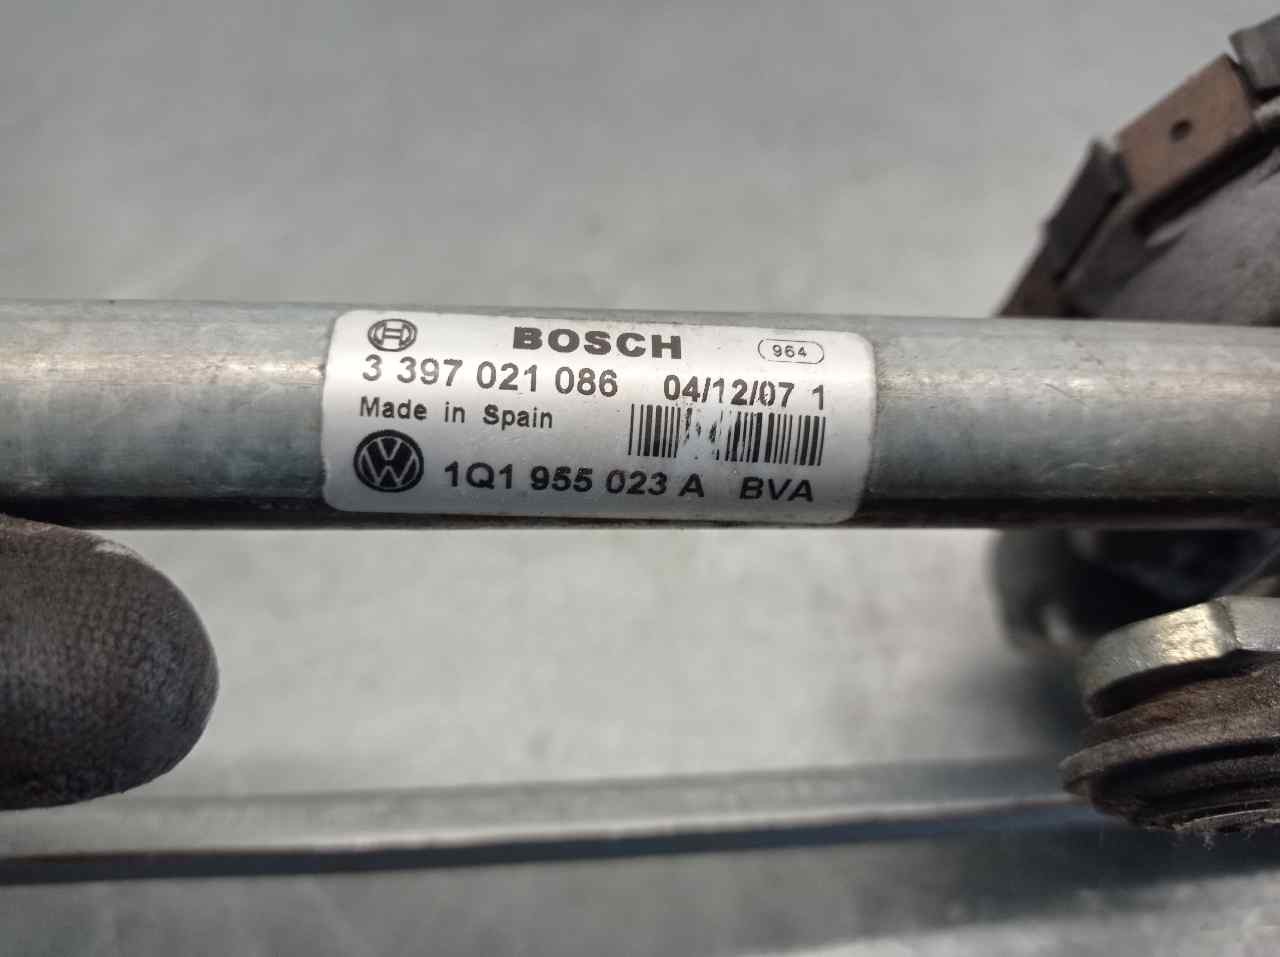 BOSCH 964
3 397 021 086 04/12/07 1
Made in Spain
1Q1 955 023 A BVA